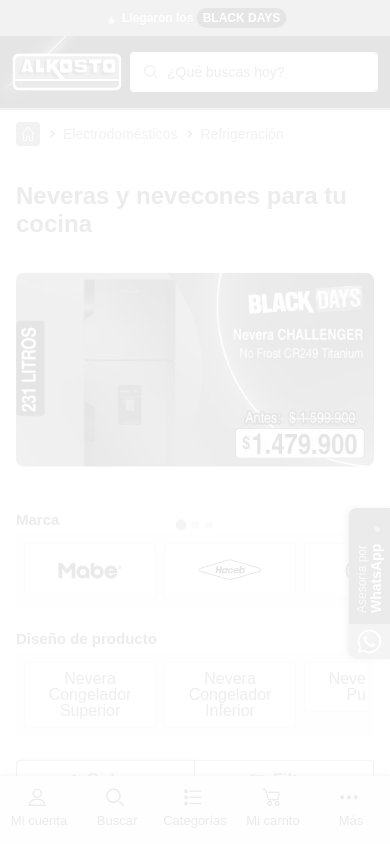 Llegaron los BLACK DAYS
ALKOSTO
¿Qué buscas hoy?
Electrodomésticos
Refrigeración
Neveras y nevecones para tu
cocina
231 LITROS
BLACK DAYS
Nevera CHALLENGER
No Frost CR249 Titanium
Antes: $ 1.599.900
$1.479.900
Marca
Mabe
Haceb
Asesoría por
WhatsApp
Diseño de producto
Nevera
Congelador
Superior
Nevera
Congelador
Inferior
Neve
Pu
Mi cuenta
Buscar
Categorías
Mi carrito
Más